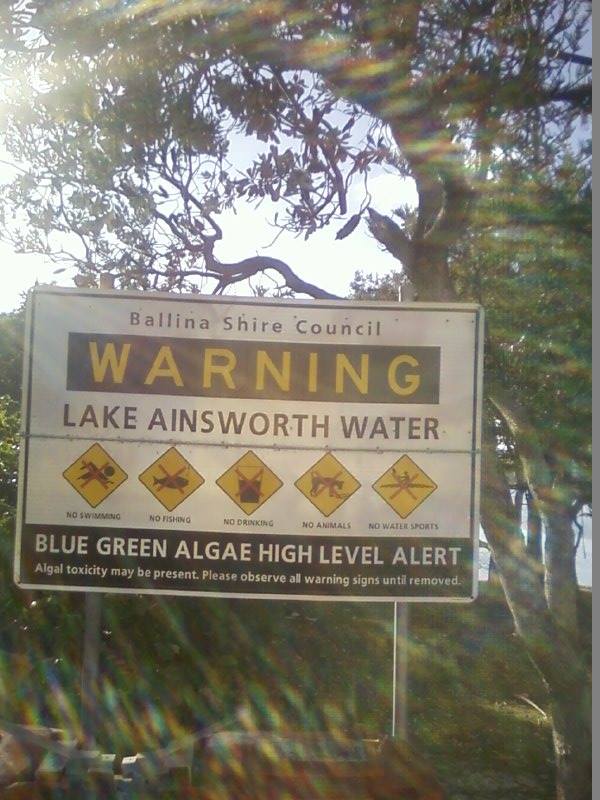 Ballina Shire Council
WARNING
LAKE AINSWORTH WATER
NO SWIMMING NO FISHING NO DRINKING NO ANIMALS NO WATER SPORTS
BLUE GREEN ALGAE HIGH LEVEL ALERT
Algal toxicity may be present. Please observe all warning signs until removed.